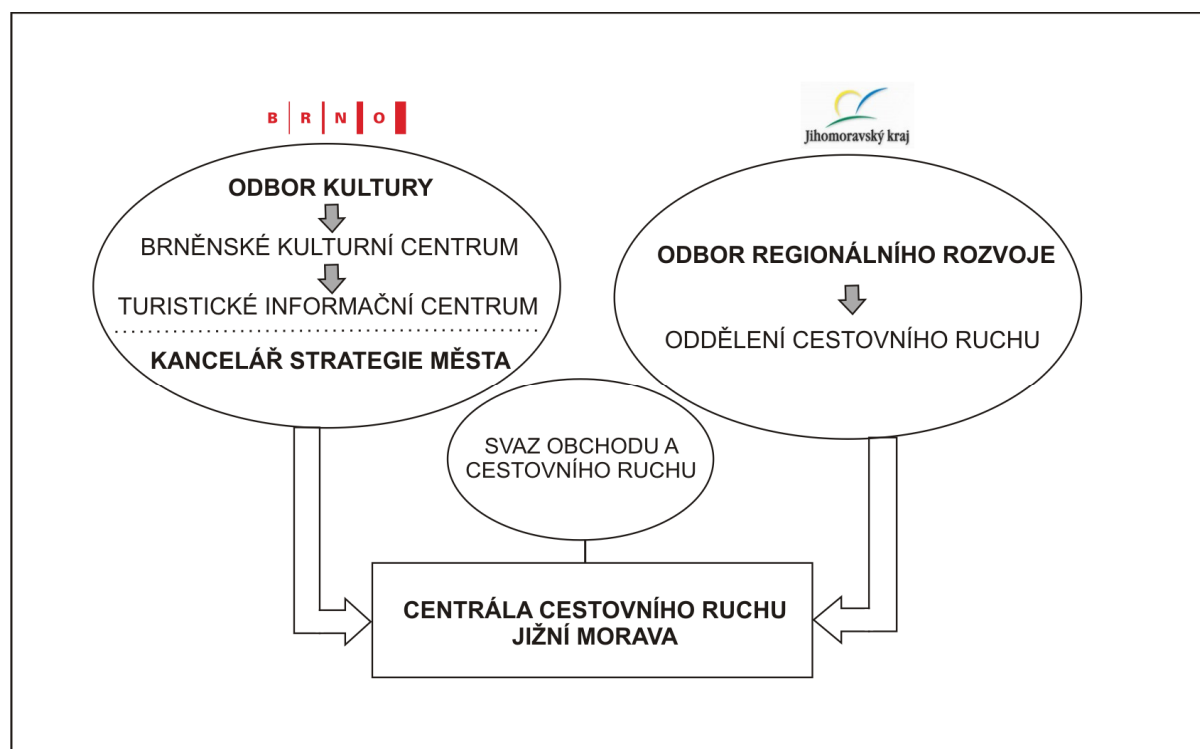 B R N O
ODBOR KULTURY
BRNĚNSKÉ KULTURNÍ CENTRUM
TURISTICKÉ INFORMAČNÍ CENTRUM
KANCELÁŘ STRATEGIE MĚSTA
Jihomoravský kraj
ODBOR REGIONÁLNÍHO ROZVOJE
ODDĚLENÍ CESTOVNÍHO RUCHU
SVAZ OBCHODU A
CESTOVNÍHO RUCHU
CENTRÁLA CESTOVNÍHO RUCHU
JIŽNÍ MORAVA